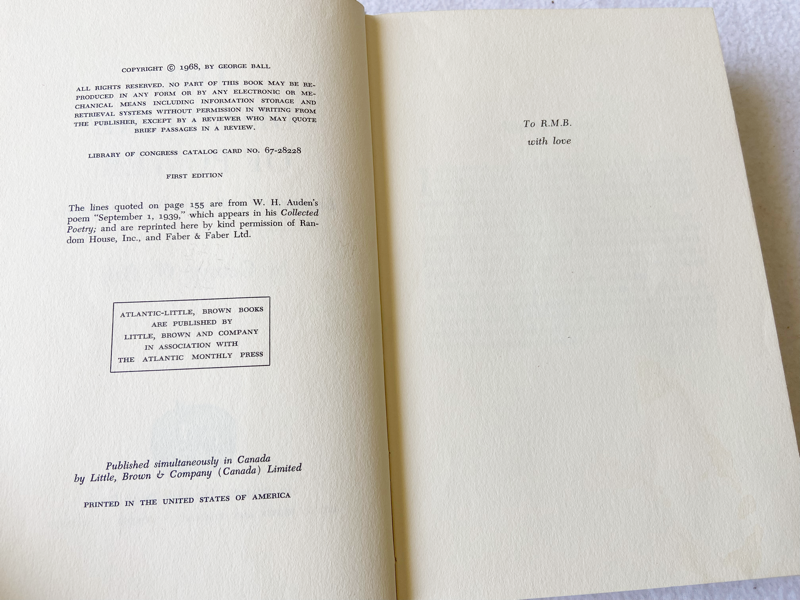 COPYRIGHT © 1968, BY GEORGE BALL
ALL RIGHTS RESERVED. NO PART OF THIS BOOK MAY BE RE-
PRODUCED IN ANY FORM OR BY ANY ELECTRONIC OR ME-
CHANICAL MEANS INCLUDING INFORMATION STORAGE AND
RETRIEVAL SYSTEMS WITHOUT PERMISSION IN WRITING FROM
THE PUBLISHER, EXCEPT BY A REVIEWER WHO MAY QUOTE
BRIEF PASSAGES IN A REVIEW.
LIBRARY OF CONGRESS CATALOG CARD NO. 67-28228
FIRST EDITION
The lines quoted on page 155 are from W. H. Auden's
poem "September 1, 1939," which appears in his Collected
Poetry; and are reprinted here by kind permission of Ran-
dom House, Inc., and Faber & Faber Ltd.
ATLANTIC-LITTLE, BROWN BOOKS
ARE PUBLISHED BY
LITTLE, BROWN AND COMPANY
IN ASSOCIATION WITH
THE ATLANTIC MONTHLY PRESS
Published simultaneously in Canada
by Little, Brown & Company (Canada) Limited
PRINTED IN THE UNITED STATES OF AMERICA
To R.M.B.
with love